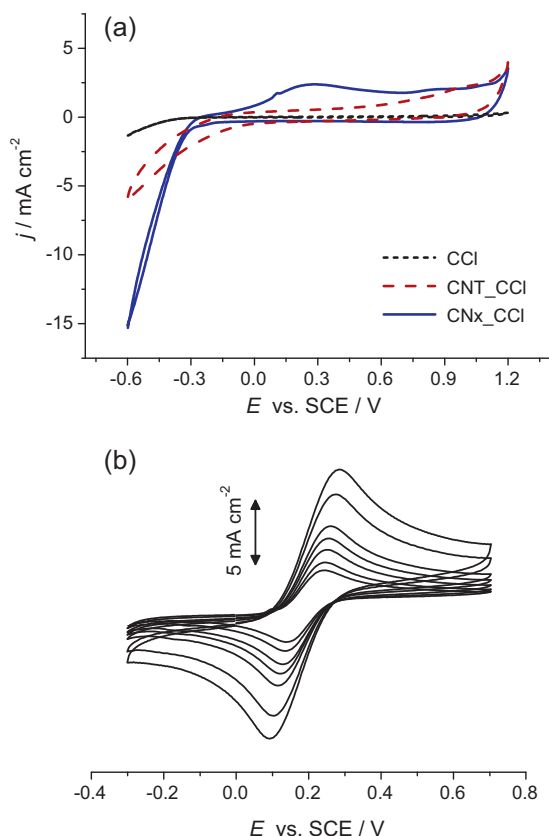 (a)
5
0
-5
-10
-15
j / mA cm-2
CCl
CNT_CCl
CNx_CCl
-0.6 -0.3 0.0 0.3 0.6 0.9 1.2
E vs. SCE / V
(b)
5 mA cm-2
-0.4 -0.2 0.0 0.2 0.4 0.6 0.8
E vs. SCE / V